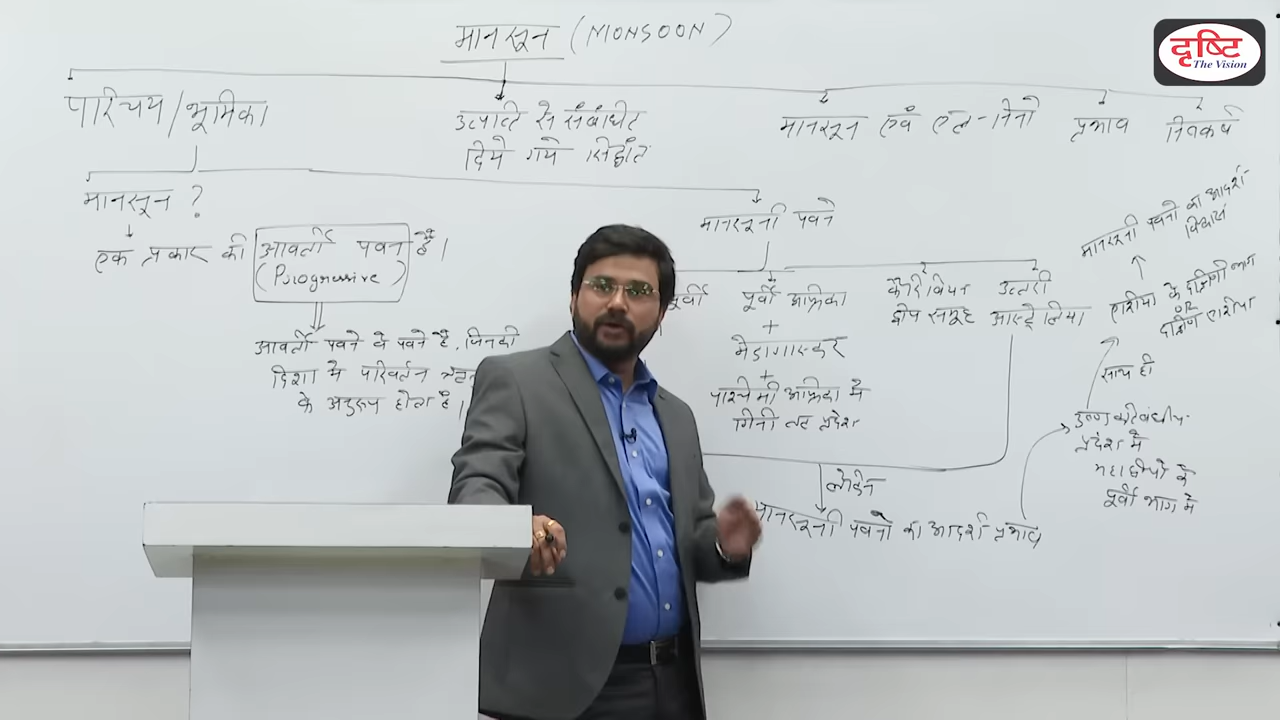 दृष्टि
The Vision
मानसून (MONSOON)
परिचय/भूमिका
उत्पत्ति से संबंधित
दिये गये सिद्धांत
मानसून एवं एल-निनो
प्रभाव
निष्कर्ष
मानसून ?
एक प्रकार की आवर्ती पवन है।
(Progressive)
आवर्ती पवने वे पवने है, जिनकी
दिशा में परिवर्तन
के अनुरूप होता है।
मानसूनी पवने
पूर्वी
पूर्वी अफ्रीका
+
मेडागास्कर
+
पश्चिमी अफ्रीका में
गिनी तट प्रदेश
कैरेबियन
द्वीप समूह
उत्तरी
आस्ट्रेलिया
लेकिन
मानसूनी पवनों का आदर्श प्रभाव
उष्ण कटिबंधीय
प्रदेश में
महाद्वीपों के
पूर्वी भाग में
साथ ही
एशिया के दक्षिणी भाग
OR
दक्षिण एशिया
मानसूनी पवनों का आदर्श
विकास